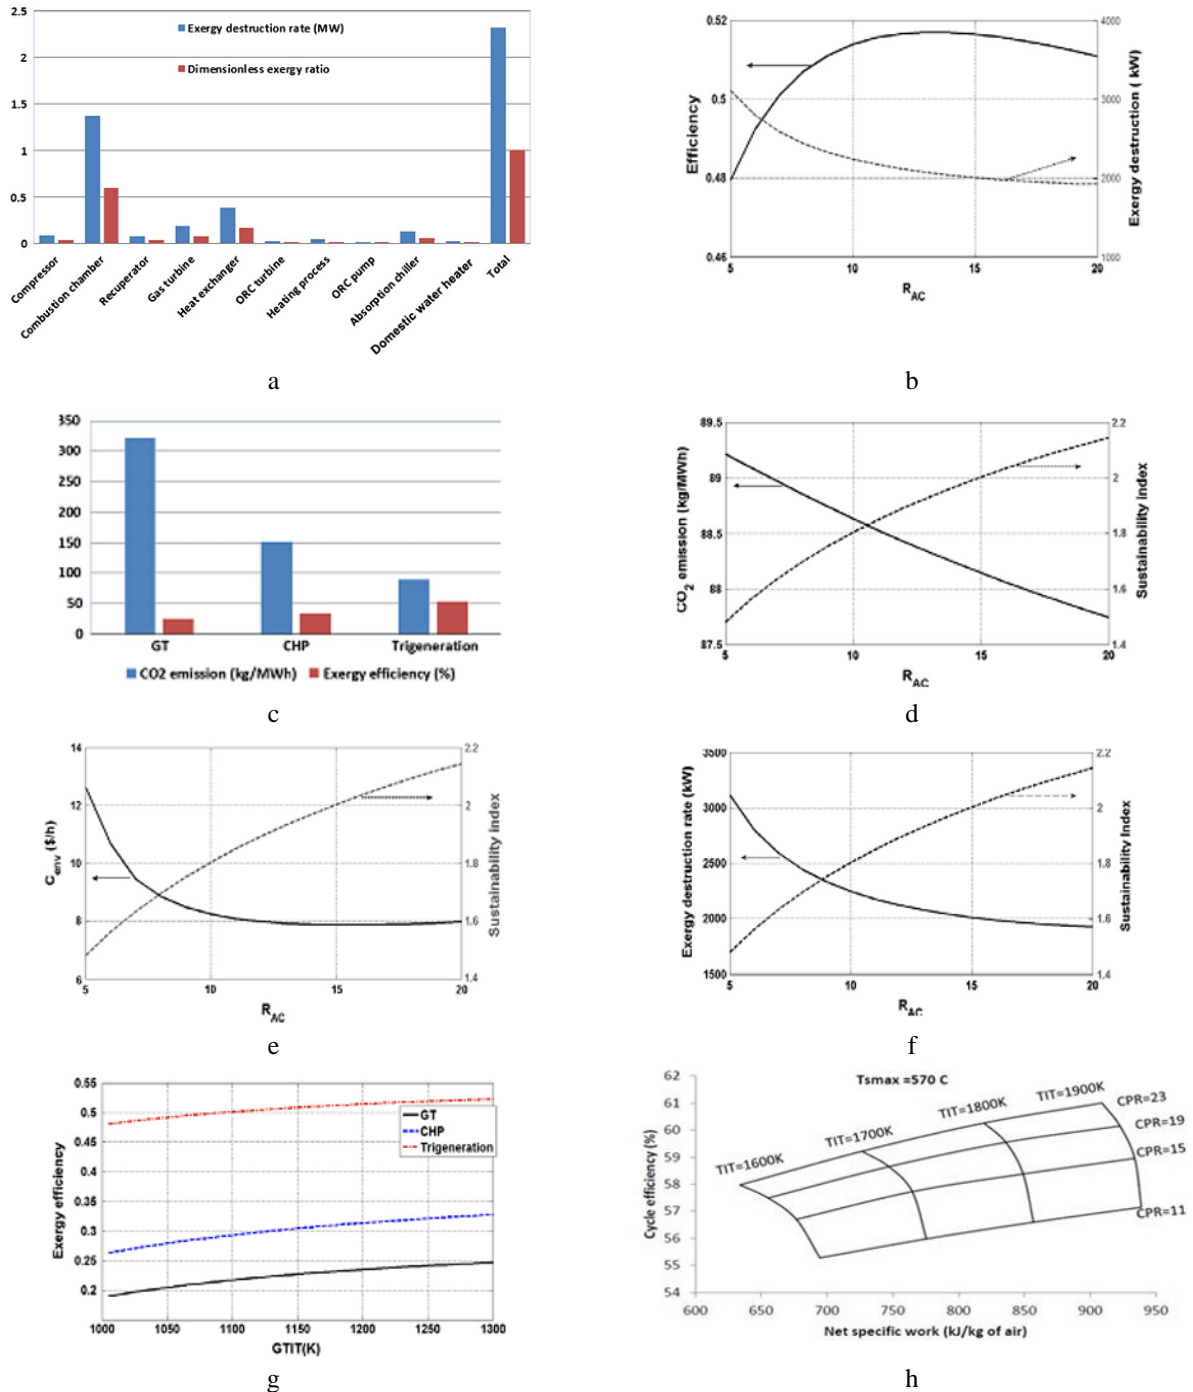 2.5
2
1.5
1
0.5
0
Exergy destruction rate (MW)
Dimensionless exergy ratio
Compressor
Combustion chamber
Recuperator
Gas turbine
Heat exchanger
ORC turbine
Heating process
ORC pump
Absorption chiller
Domestic water heater
Total
a
0.52
0.5
0.48
0.46
Efficiency
4000
3000
2000
1000
Exergy destruction ( kW)
5 10 15 20
R_AC
b
350
300
250
200
150
100
50
0
GT CHP Trigeneration
CO2 emission (kg/MWh) Exergy efficiency (%)
c
89.5
89
88.5
88
87.5
CO₂ emission (kg/MWh)
2.2
2
1.8
1.6
1.4
Sustainability index
5 10 15 20
R_AC
d
14
12
10
8
6
C_env ($/h)
2.2
2
1.8
1.6
1.4
Sustainability index
5 10 15 20
R_AC
e
3500
3000
2500
2000
1500
Exergy destruction rate (kW)
2.2
2
1.8
1.6
1.4
Sustainability Index
5 10 15 20
R_AC
f
0.55
0.5
0.45
0.4
0.35
0.3
0.25
0.2
Exergy efficiency
GT
CHP
Trigeneration
1000 1050 1100 1150 1200 1250 1300
GTIT(K)
g
62
61
60
59
58
57
56
55
54
Cycle efficiency (%)
Tsmax =570 C
TIT=1600K
TIT=1700K
TIT=1800K
TIT=1900K
CPR=23
CPR=19
CPR=15
CPR=11
600 650 700 750 800 850 900 950
Net specific work (kJ/kg of air)
h